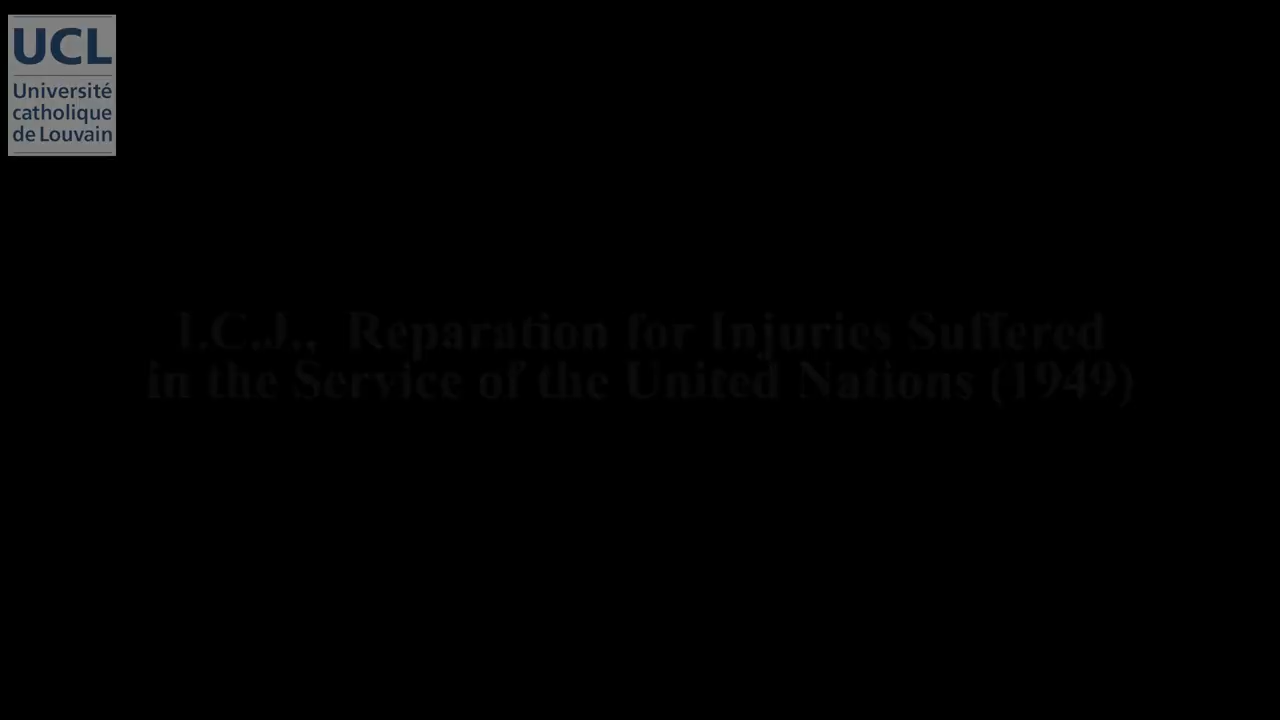 UCL
Université
catholique
de Louvain
I.C.J., Reparation for Injuries Suffered
in the Service of the United Nations (1949)